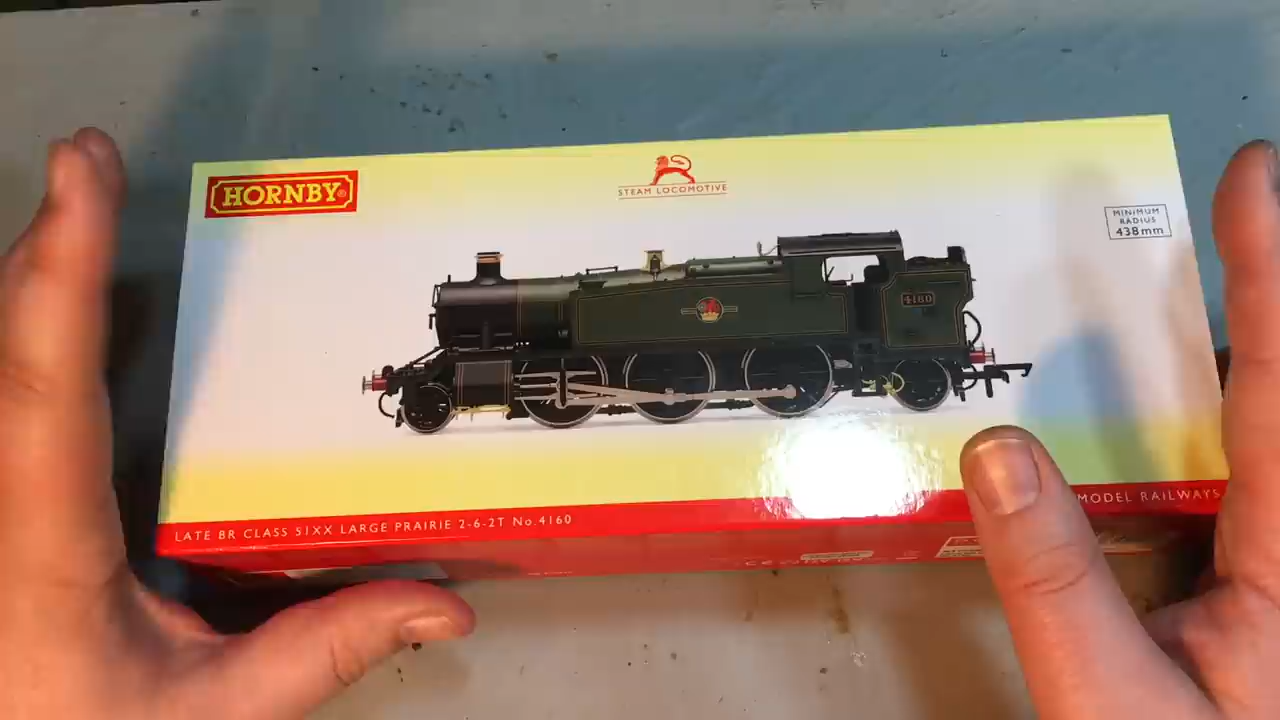 HORNBY®
STEAM LOCOMOTIVE
MINIMUM
RADIUS
438mm
4160
LATE BR CLASS 51XX LARGE PRAIRIE 2-6-2T No.4160
MODEL RAILWAYS